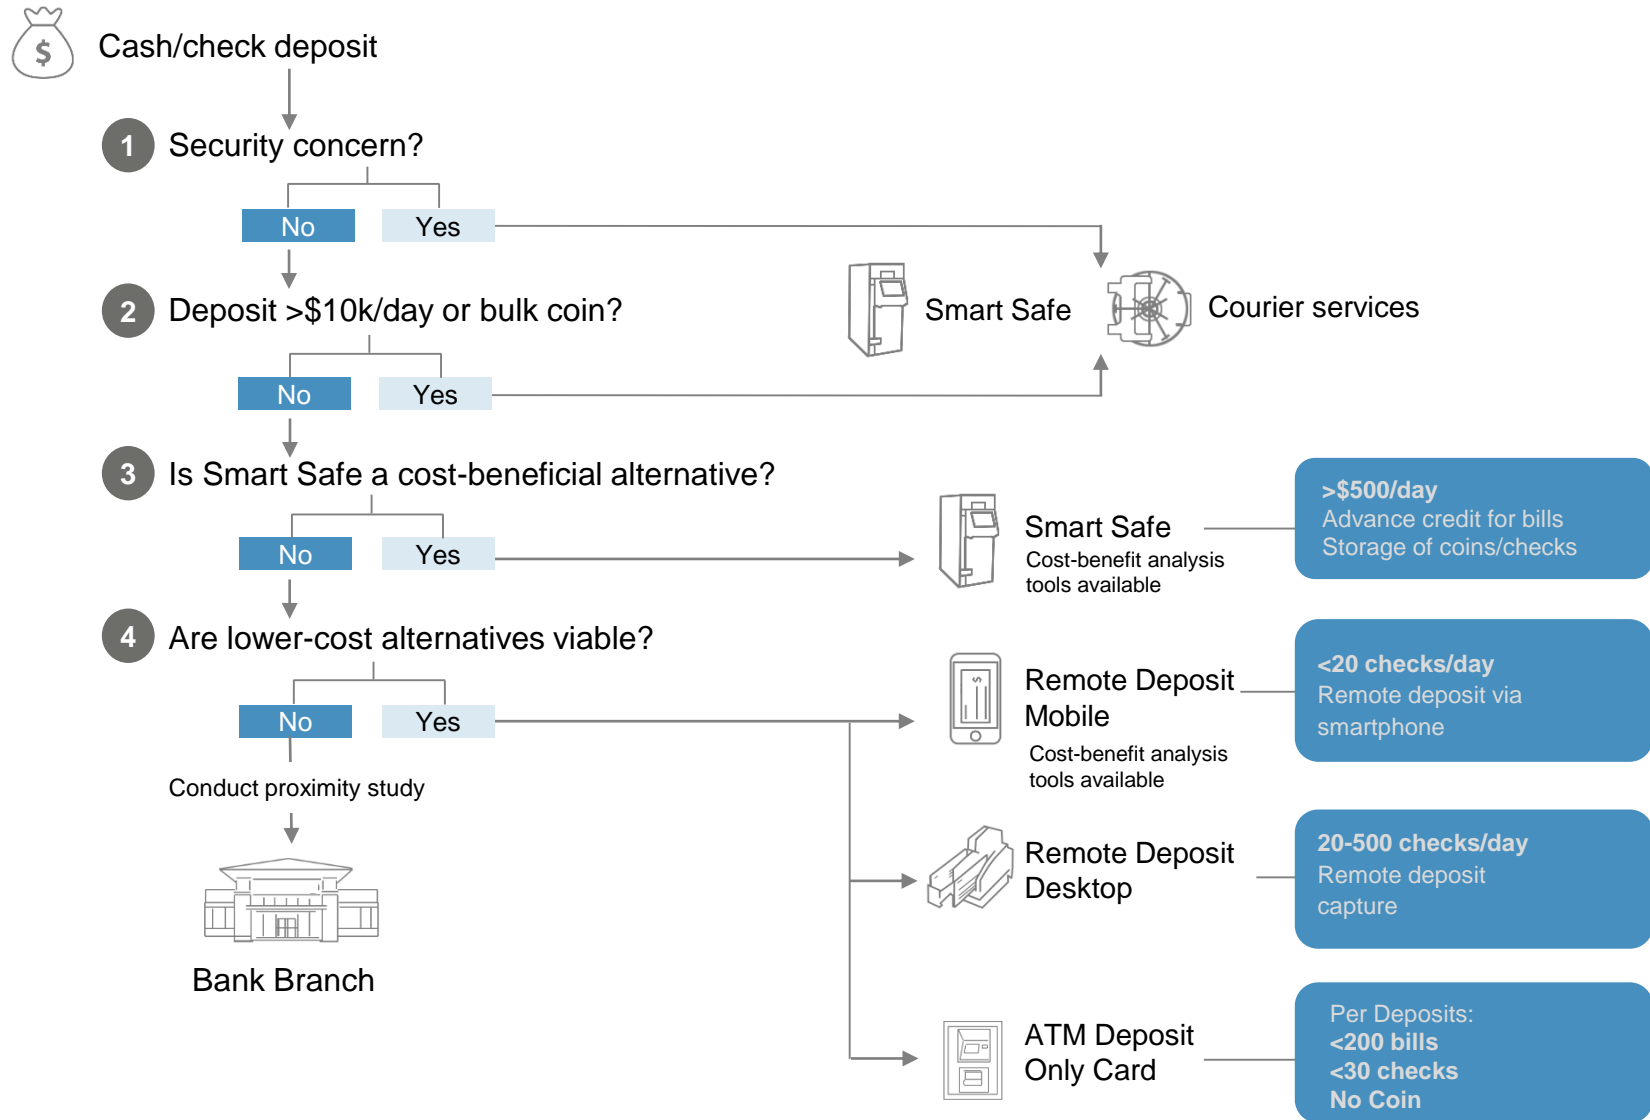 $
Cash/check deposit
1
Security concern?
No
Yes
2
Deposit >$10k/day or bulk coin?
Smart Safe
Courier services
No
Yes
3
Is Smart Safe a cost-beneficial alternative?
No
Yes
Smart Safe
Cost-benefit analysis
tools available
>$500/day
Advance credit for bills
Storage of coins/checks
4
Are lower-cost alternatives viable?
No
Yes
$
Remote Deposit
Mobile
Cost-benefit analysis
tools available
<20 checks/day
Remote deposit via
smartphone
Conduct proximity study
Bank Branch
Remote Deposit
Desktop
20-500 checks/day
Remote deposit
capture
ATM Deposit
Only Card
Per Deposits:
<200 bills
<30 checks
No Coin